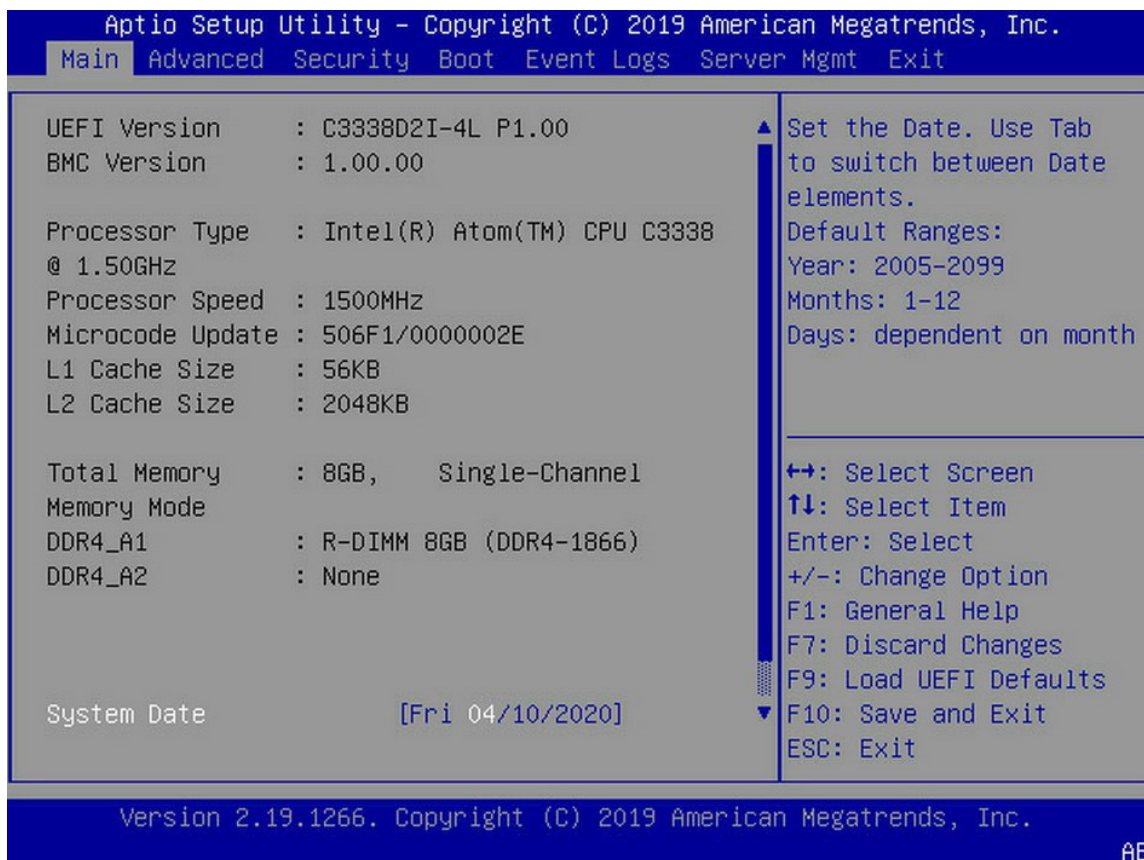 Aptio Setup Utility – Copyright (C) 2019 American Megatrends, Inc.
Main Advanced Security Boot Event Logs Server Mgmt Exit
UEFI Version : C3338D2I-4L P1.00
BMC Version : 1.00.00
Processor Type : Intel(R) Atom(TM) CPU C3338
@ 1.50GHz
Processor Speed : 1500MHz
Microcode Update : 506F1/0000002E
L1 Cache Size : 56KB
L2 Cache Size : 2048KB
Total Memory : 8GB, Single-Channel
Memory Mode
DDR4_A1 : R-DIMM 8GB (DDR4-1866)
DDR4_A2 : None
System Date [Fri 04/10/2020]
Set the Date. Use Tab
to switch between Date
elements.
Default Ranges:
Year: 2005-2099
Months: 1-12
Days: dependent on month
↔: Select Screen
↑↓: Select Item
Enter: Select
+/-: Change Option
F1: General Help
F7: Discard Changes
F9: Load UEFI Defaults
F10: Save and Exit
ESC: Exit
Version 2.19.1266. Copyright (C) 2019 American Megatrends, Inc.